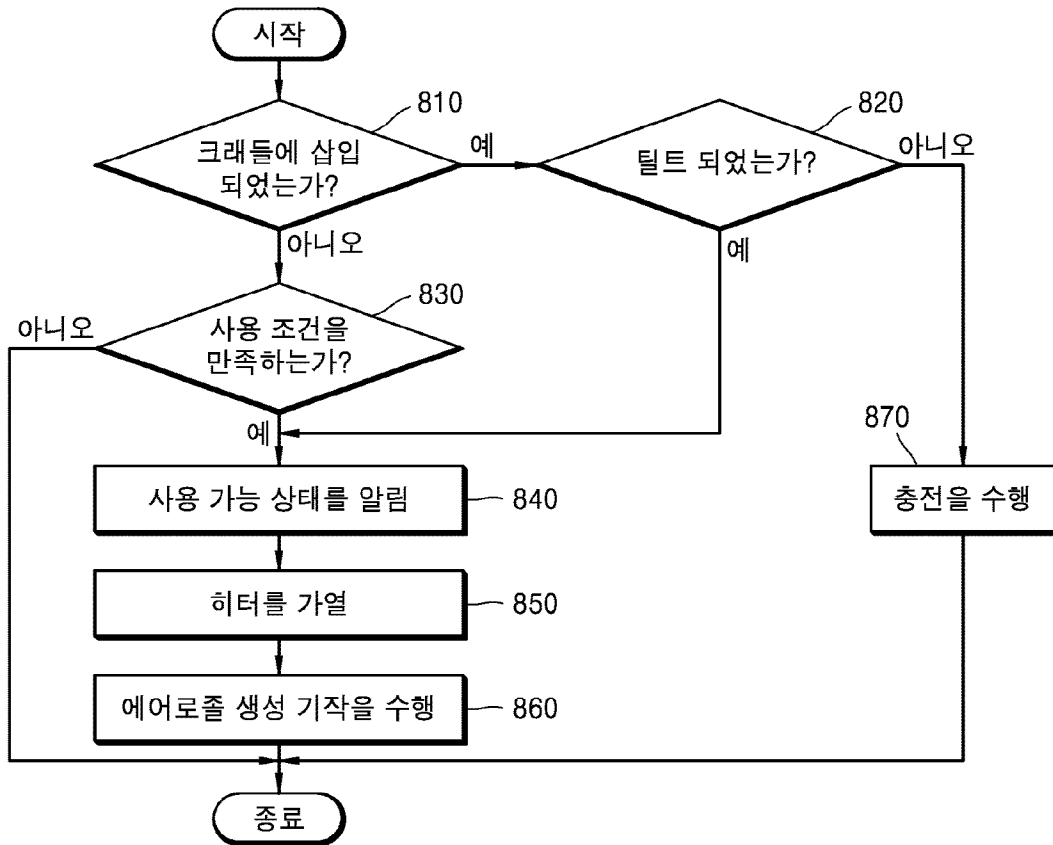 시작
810
크래들에 삽입
되었는가?
예
820
틸트 되었는가?
아니오
아니오
예
830
사용 조건을
만족하는가?
아니오
예
사용 가능 상태를 알림
840
870
충전을 수행
히터를 가열
850
에어로졸 생성 기작을 수행
860
종료